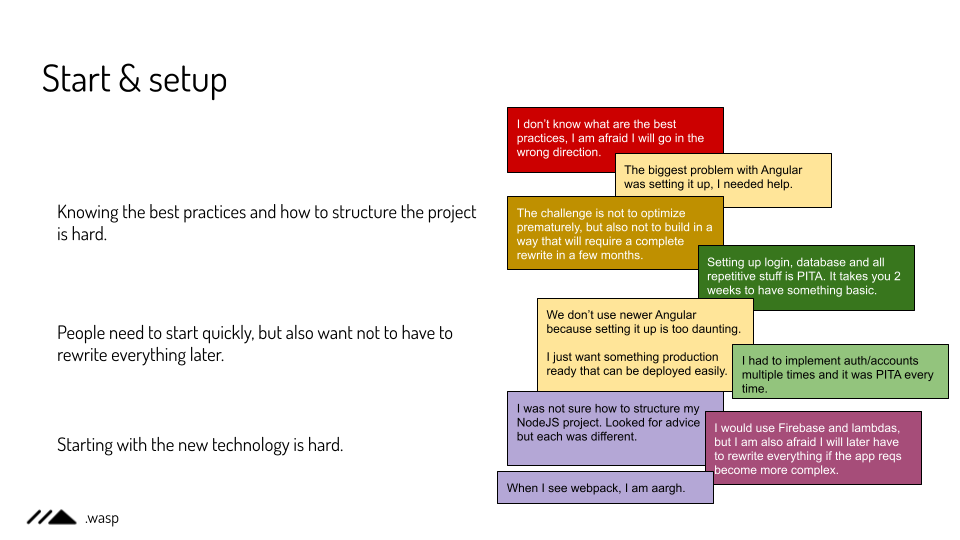 Start & setup
Knowing the best practices and how to structure the project
is hard.
People need to start quickly, but also want not to have to
rewrite everything later.
Starting with the new technology is hard.
I don’t know what are the best
practices, I am afraid I will go in the
wrong direction.
The biggest problem with Angular
was setting it up, I needed help.
The challenge is not to optimize
prematurely, but also not to build in a
way that will require a complete
rewrite in a few months.
Setting up login, database and all
repetitive stuff is PITA. It takes you 2
weeks to have something basic.
We don’t use newer Angular
because setting it up is too daunting.
I just want something production
ready that can be deployed easily.
I had to implement auth/accounts
multiple times and it was PITA every
time.
I was not sure how to structure my
NodeJS project. Looked for advice
but each was different.
I would use Firebase and lambdas,
but I am also afraid I will later have
to rewrite everything if the app reqs
become more complex.
When I see webpack, I am aargh.
.wasp